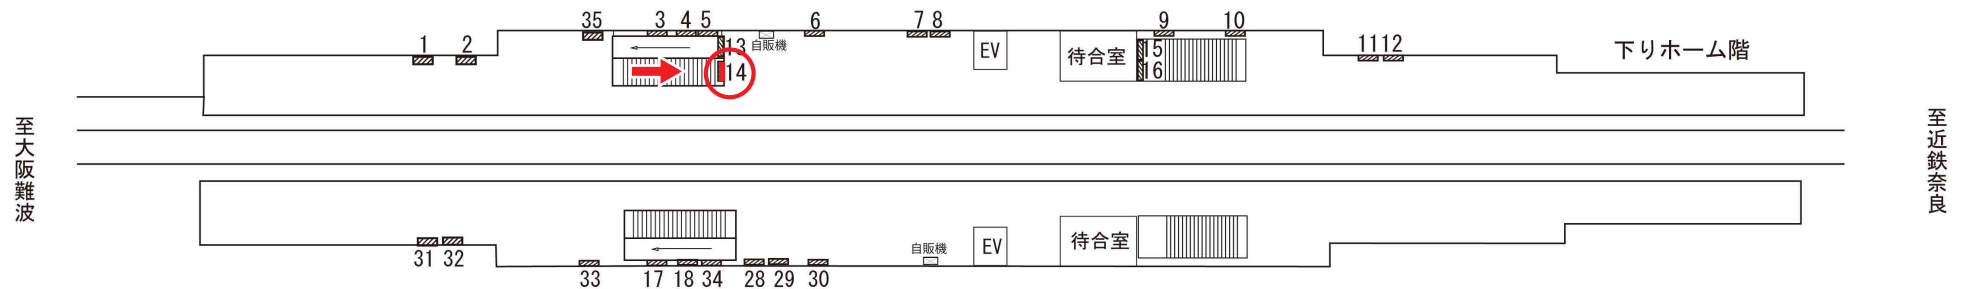 35 3 4 5 6 7 8 9 10
1 2 13 自販機 EV 待合室 15 11 12 下りホーム階
14 16
至大阪難波
至近鉄奈良
31 32 自販機 EV 待合室
33 17 18 34 28 29 30